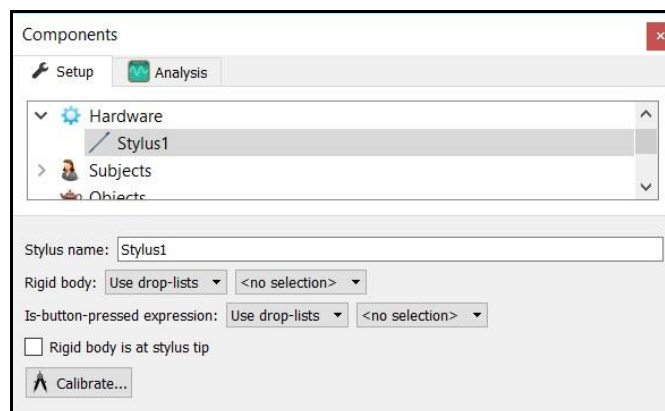 Components
Setup Analysis
Hardware
Stylus1
Subjects
Objects
Stylus name: Stylus1
Rigid body: Use drop-lists <no selection>
Is-button-pressed expression: Use drop-lists <no selection>
Rigid body is at stylus tip
Calibrate...